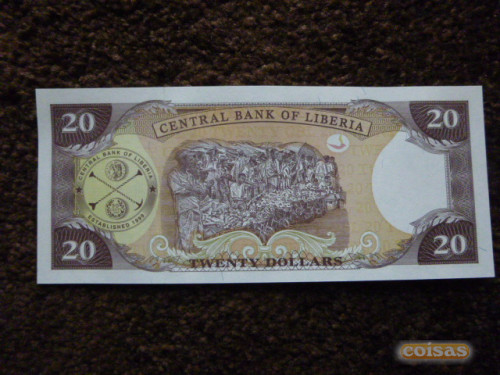 20
20
CENTRAL BANK OF LIBERIA
CENTRAL BANK OF LIBERIA
ESTABLISHED 1999
20
20
TWENTY DOLLARS
coisas